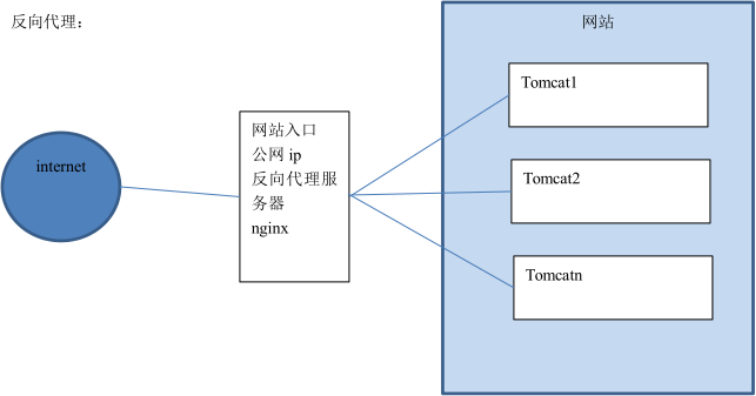 反向代理：
网站
Tomcat1
网站入口
公网 ip
反向代理服
务器
nginx
internet
Tomcat2
Tomcatn